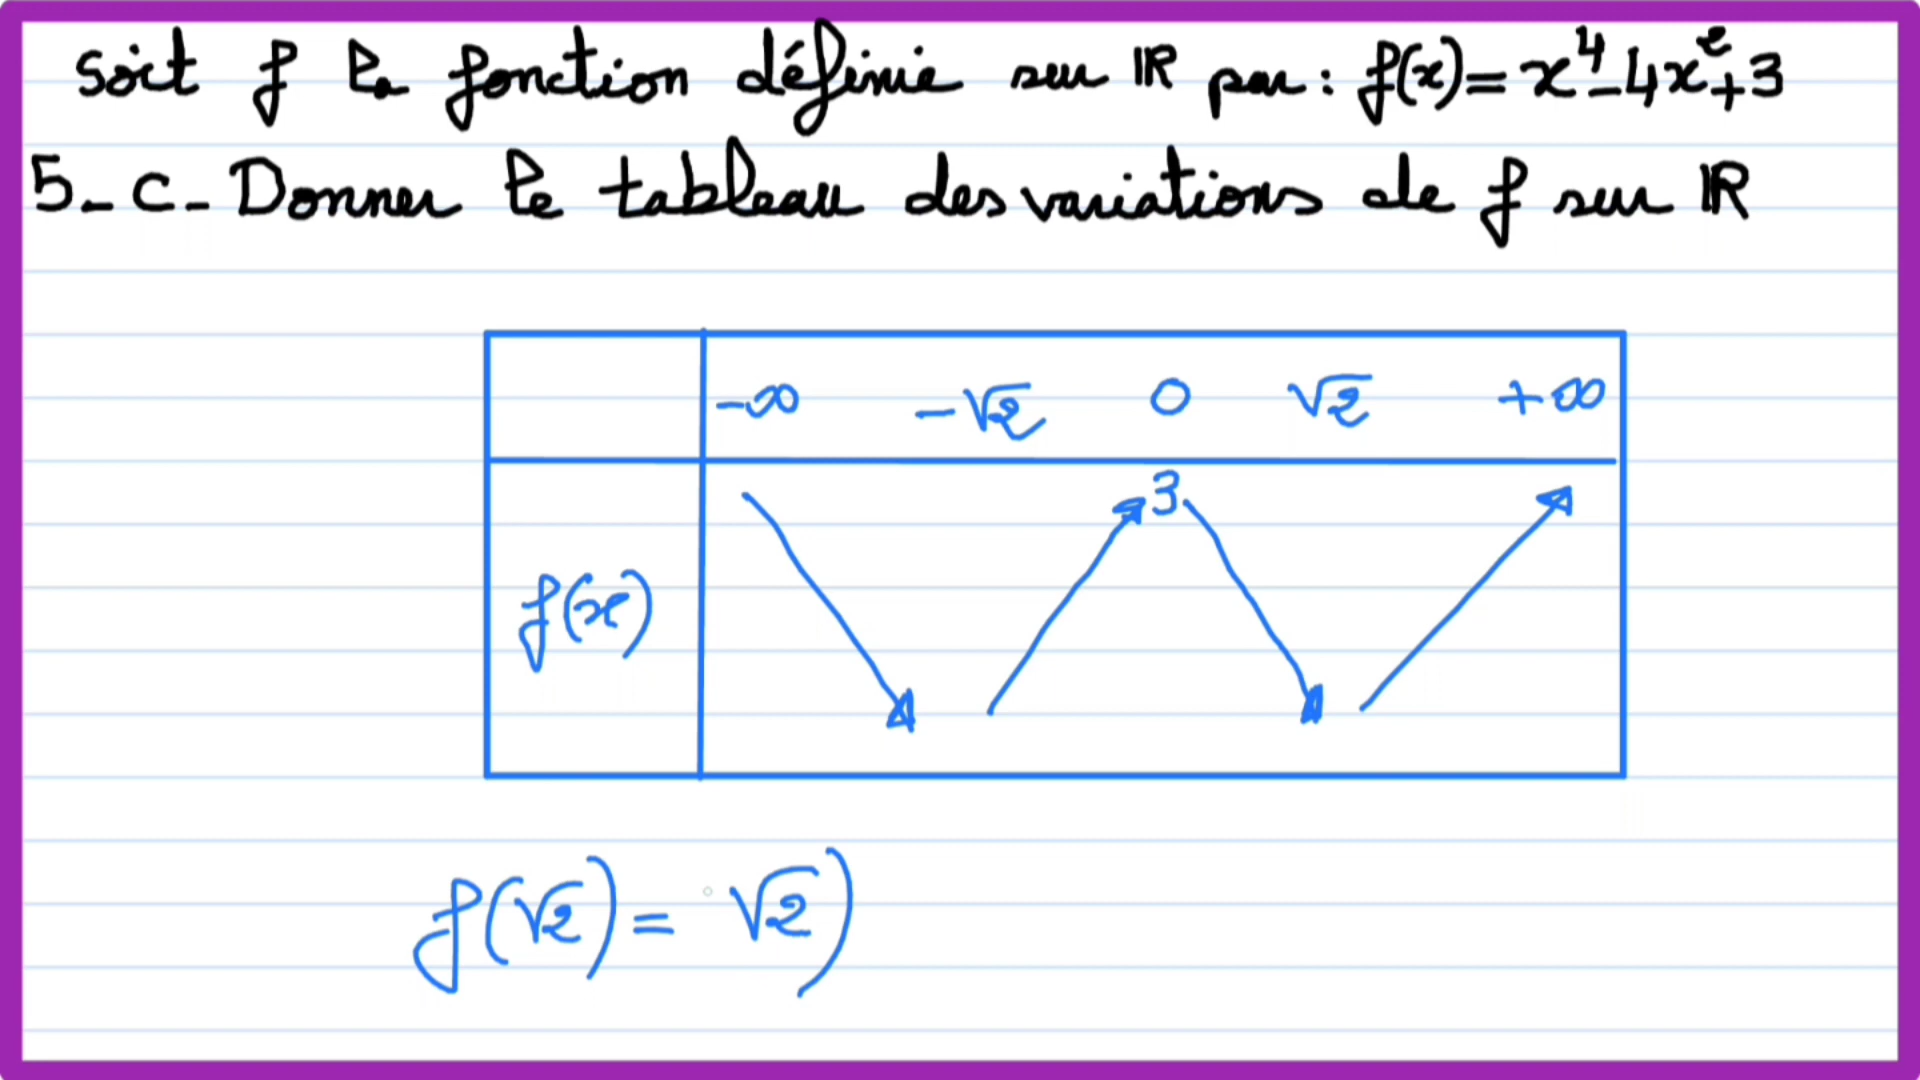 soit f la fonction définie sur ℝ par : f(x) = x⁴ - 4x² + 3
5 - c - Donner le tableau des variations de f sur ℝ
-∞ -√2 0 √2 +∞
3
f(x)
f(√2) = √2)